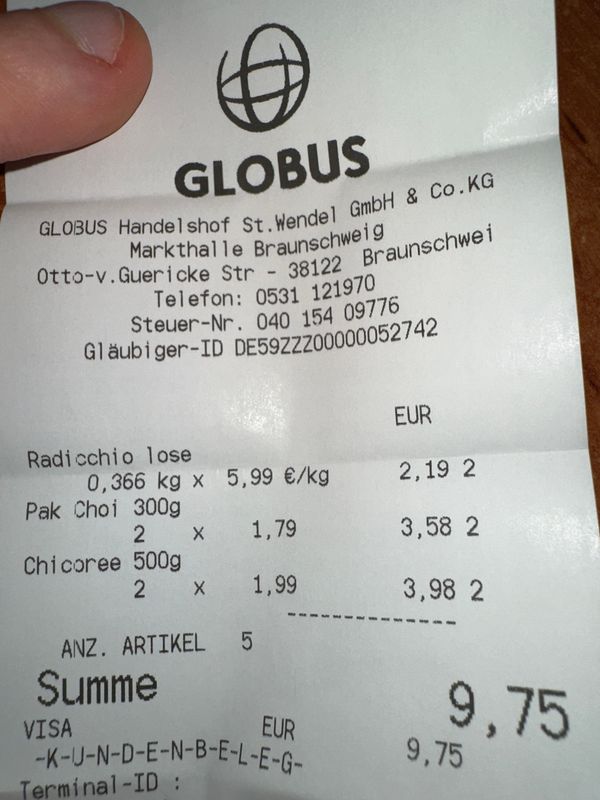 GLOBUS
GLOBUS Handelshof St.Wendel GmbH & Co.KG
Markthalle Braunschweig
Otto-v.Guericke Str - 38122 Braunschwei
Telefon: 0531 121970
Steuer-Nr. 040 154 09776
Gläubiger-ID DE59ZZZ00000052742
EUR
Radicchio lose
0,366 kg x 5,99 €/kg 2,19 2
Pak Choi 300g
2 x 1,79 3,58 2
Chicoree 500g
2 x 1,99 3,98 2
---------------
ANZ. ARTIKEL 5
Summe 9,75
VISA EUR 9,75
-K-U-N-D-E-N-B-E-L-E-G-
Terminal-ID :